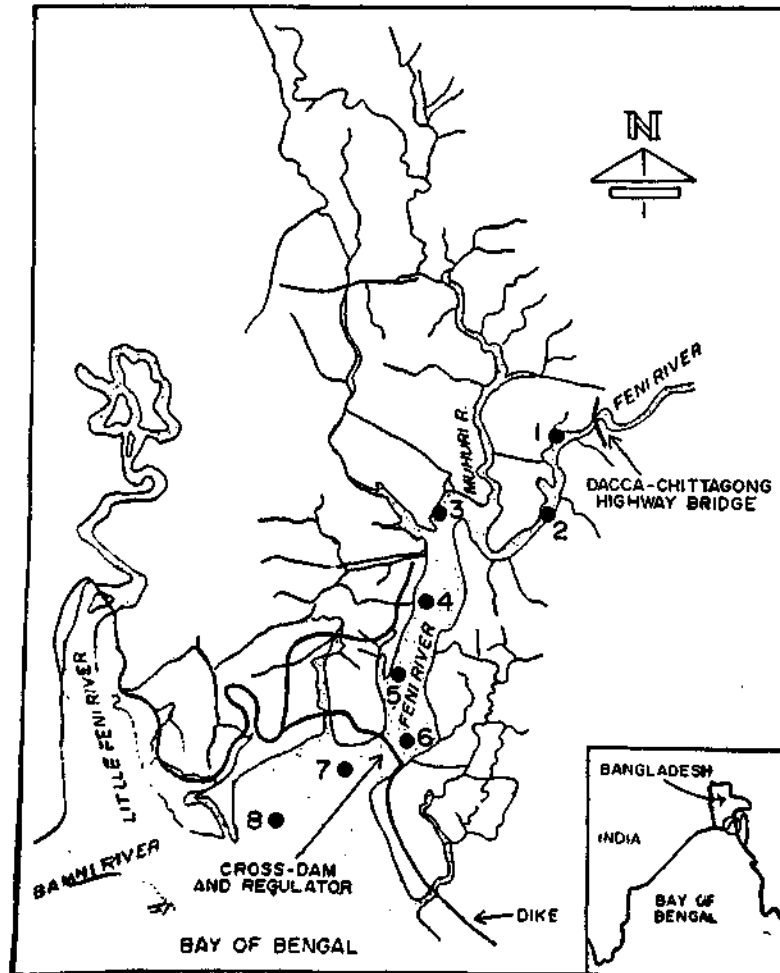 N
FENI RIVER
MUHURI R.
1
DACCA-CHITTAGONG
HIGHWAY BRIDGE
3
2
4
FENI RIVER
5
6
LITTLE FENI RIVER
7
8
BAMNI RIVER
CROSS-DAM
AND REGULATOR
DIKE
BAY OF BENGAL
BANGLADESH
INDIA
BAY OF
BENGAL